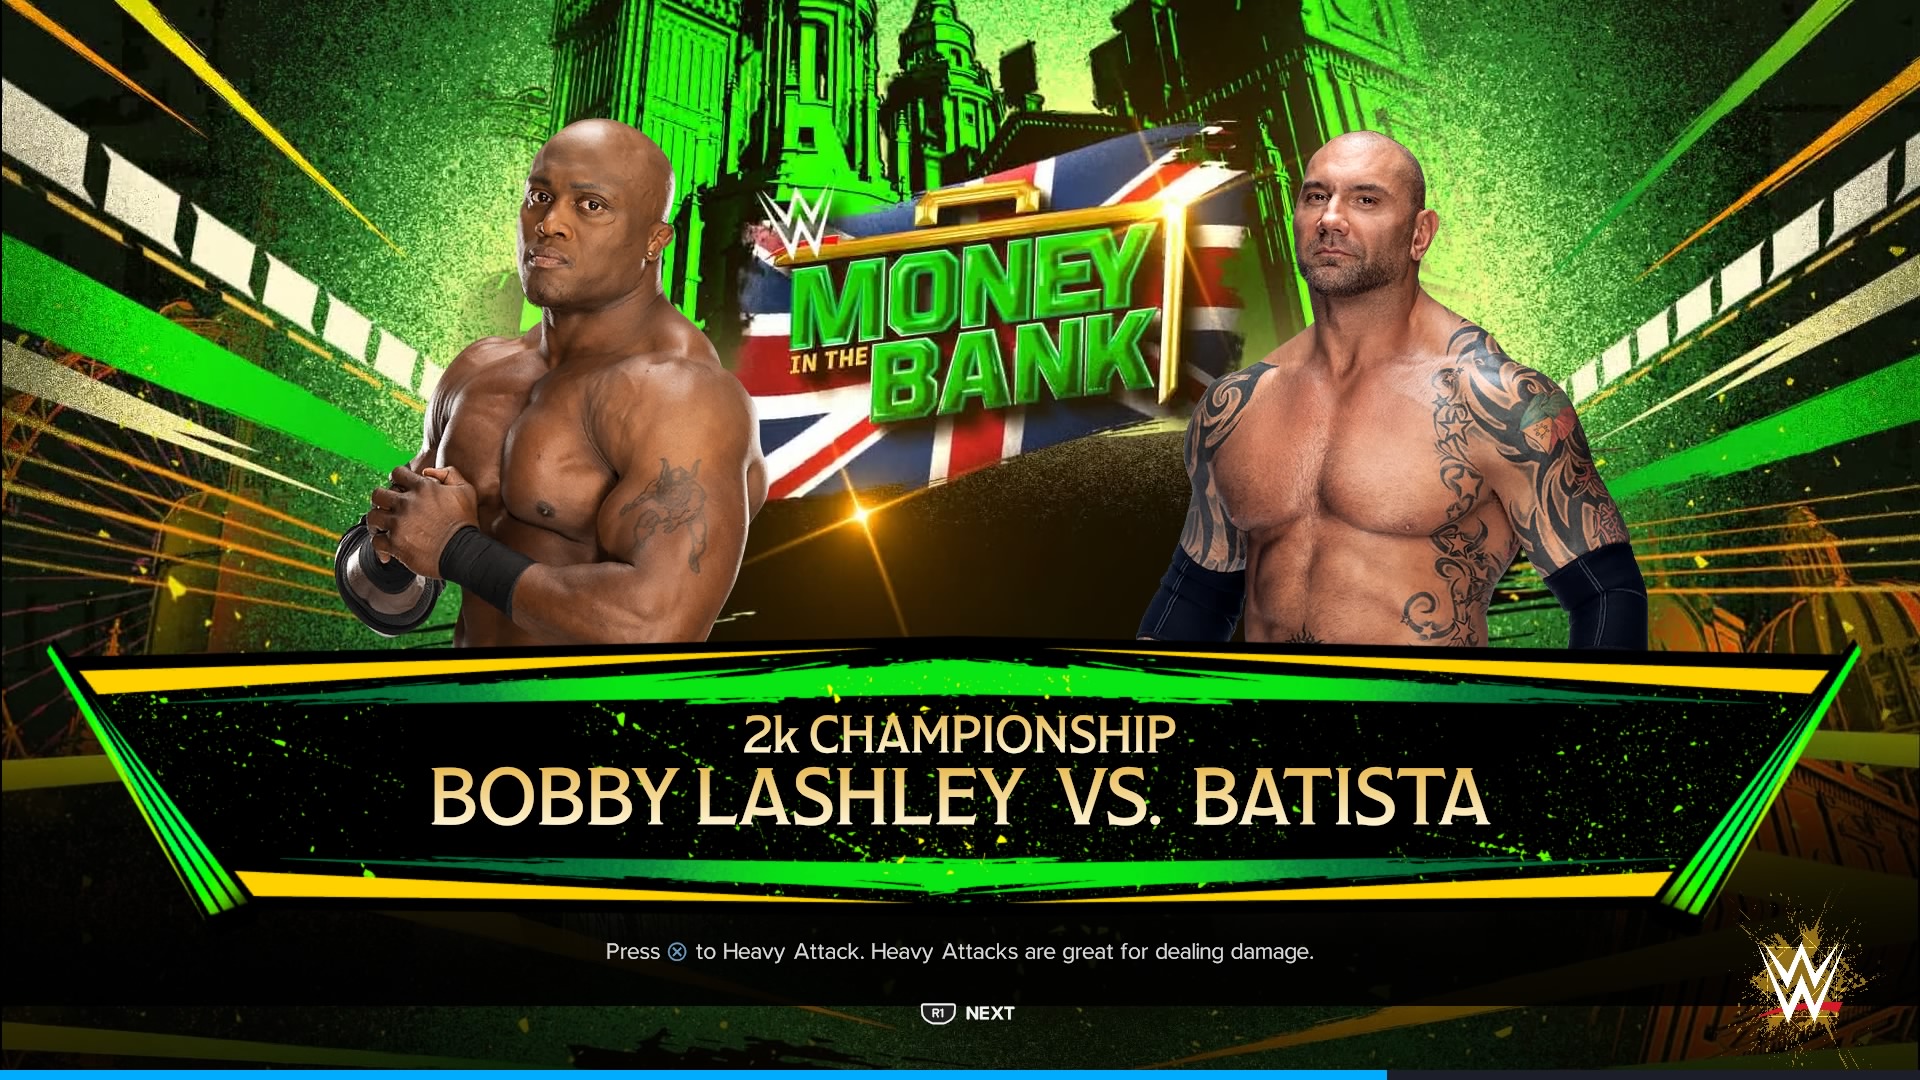 W
MONEY
IN THE
BANK
2k CHAMPIONSHIP
BOBBY LASHLEY VS. BATISTA
Press ⓧ to Heavy Attack. Heavy Attacks are great for dealing damage.
R1 NEXT
W